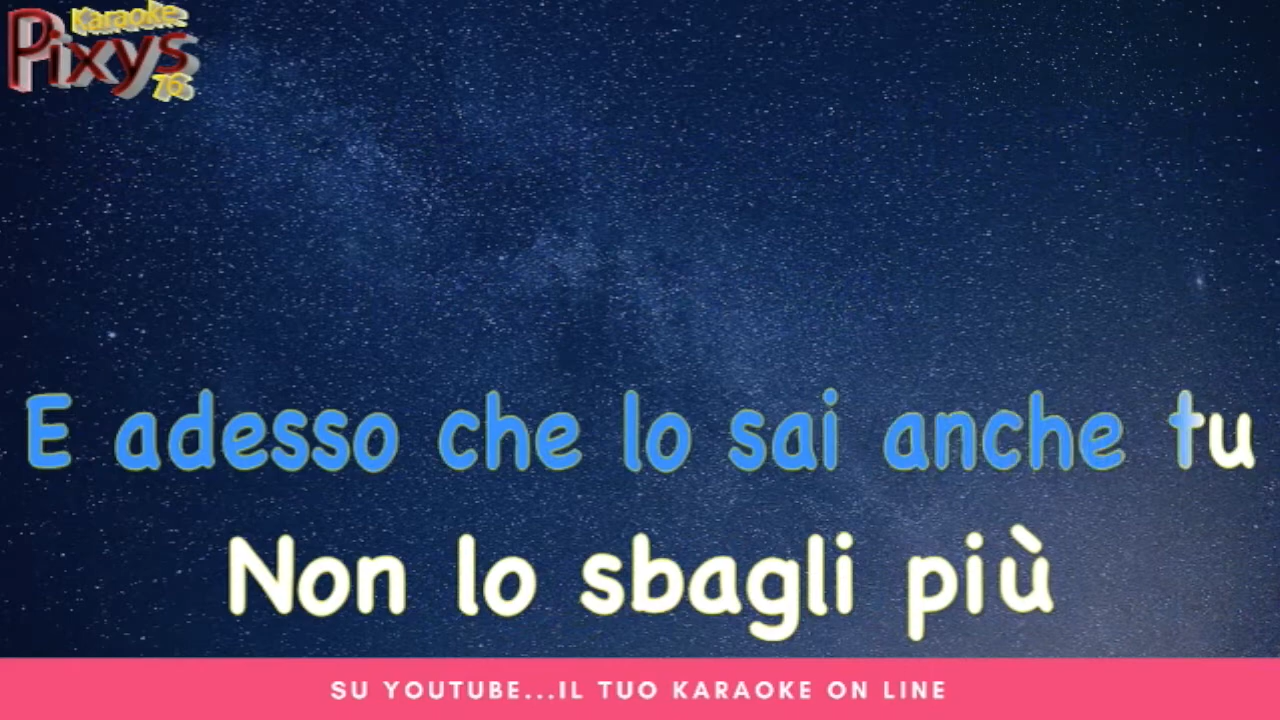 Karaoke
Pixys
76
E adesso che lo sai anche tu
Non lo sbagli più
SU YOUTUBE...IL TUO KARAOKE ON LINE